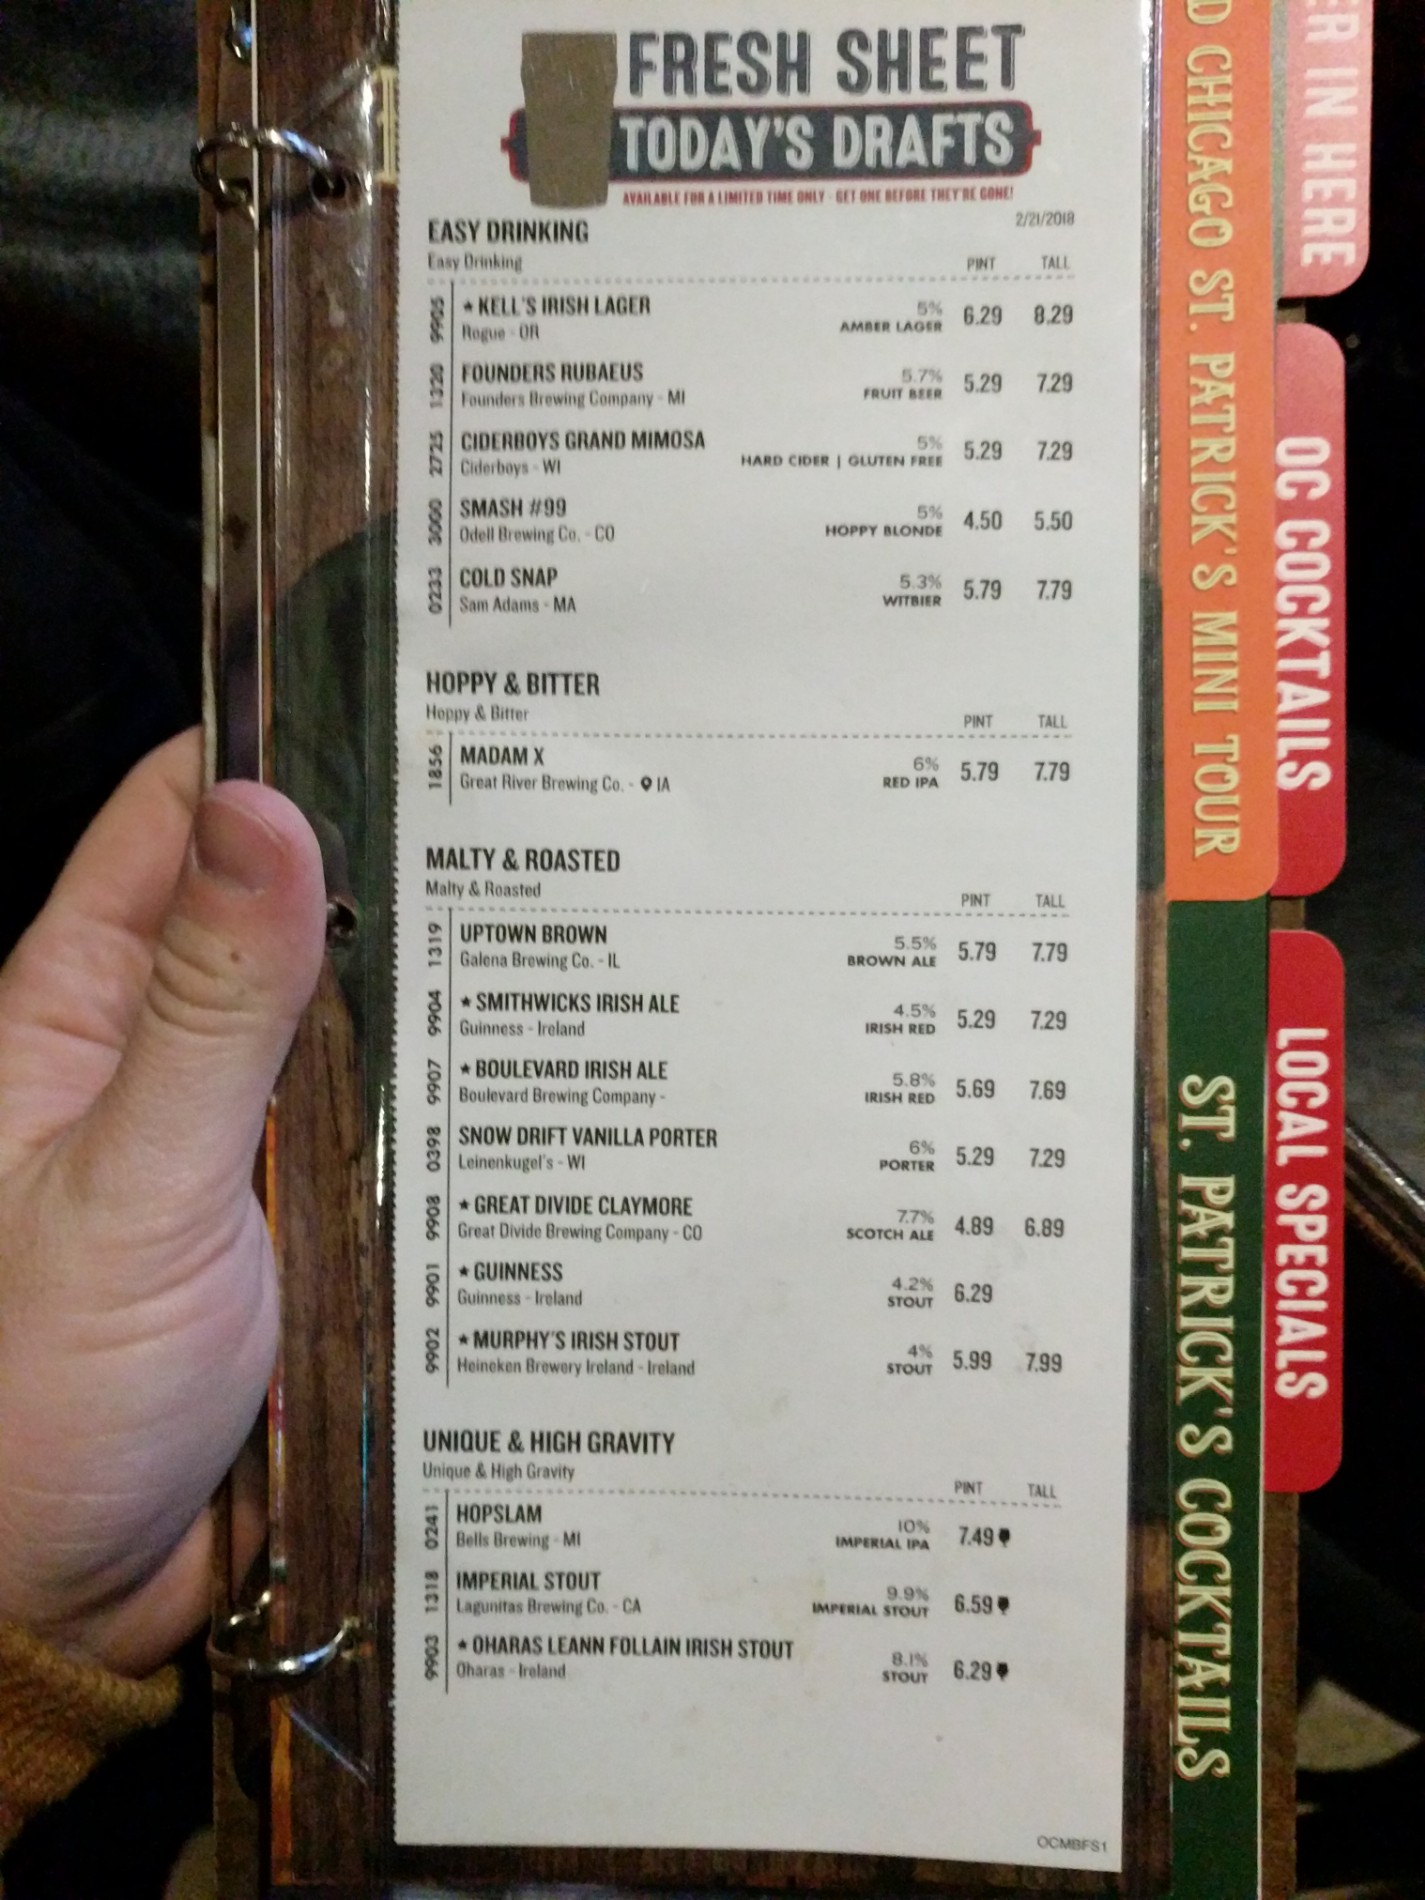 FRESH SHEET
TODAY'S DRAFTS
AVAILABLE FOR A LIMITED TIME ONLY - GET ONE BEFORE THEY'RE GONE!
2/21/2018
EASY DRINKING
Easy Drinking PINT TALL
9905 ★ KELL'S IRISH LAGER 5% 6.29 8.29
Rogue - OR AMBER LAGER
1320 FOUNDERS RUBAEUS 5.7% 5.29 7.29
Founders Brewing Company - MI FRUIT BEER
2725 CIDERBOYS GRAND MIMOSA 5% 5.29 7.29
Ciderboys - WI HARD CIDER | GLUTEN FREE
3000 SMASH #99 5% 4.50 5.50
Odell Brewing Co. - CO HOPPY BLONDE
0233 COLD SNAP 5.3% 5.79 7.79
Sam Adams - MA WITBIER
HOPPY & BITTER
Hoppy & Bitter PINT TALL
1856 MADAM X 6% 5.79 7.79
Great River Brewing Co. - IA RED IPA
MALTY & ROASTED
Malty & Roasted PINT TALL
1319 UPTOWN BROWN 5.5% 5.79 7.79
Galena Brewing Co. - IL BROWN ALE
9904 ★ SMITHWICKS IRISH ALE 4.5% 5.29 7.29
Guinness - Ireland IRISH RED
9907 ★ BOULEVARD IRISH ALE 5.8% 5.69 7.69
Boulevard Brewing Company - IRISH RED
0398 SNOW DRIFT VANILLA PORTER 6% 5.29 7.29
Leinenkugel's - WI PORTER
9908 ★ GREAT DIVIDE CLAYMORE 7.7% 4.89 6.89
Great Divide Brewing Company - CO SCOTCH ALE
9901 ★ GUINNESS 4.2% 6.29
Guinness - Ireland STOUT
9902 ★ MURPHY'S IRISH STOUT 4% 5.99 7.99
Heineken Brewery Ireland - Ireland STOUT
UNIQUE & HIGH GRAVITY
Unique & High Gravity PINT TALL
0241 HOPSLAM 10% 7.49
Bells Brewing - MI IMPERIAL IPA
1318 IMPERIAL STOUT 9.9% 6.59
Lagunitas Brewing Co. - CA IMPERIAL STOUT
9903 ★ OHARAS LEANN FOLLAIN IRISH STOUT 8.1% 6.29
Oharas - Ireland STOUT
OCMBFS1
D CHICAGO ST. PATRICK'S MINI TOUR
ST. PATRICK'S COCKTAILS
ER IN HERE
OC COCKTAILS
LOCAL SPECIALS